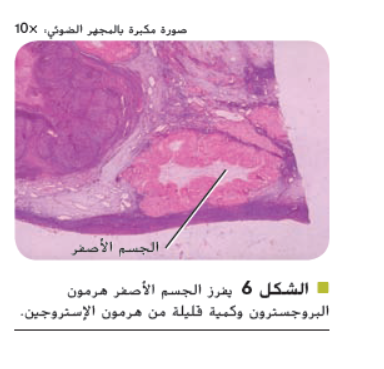 صورة مكبرة بالمجهر الضوئي: 10×
الجسم الأصفر
الشكل 6 يفرز الجسم الأصفر هرمون
البروجسترون وكمية قليلة من هرمون الإستروجين.